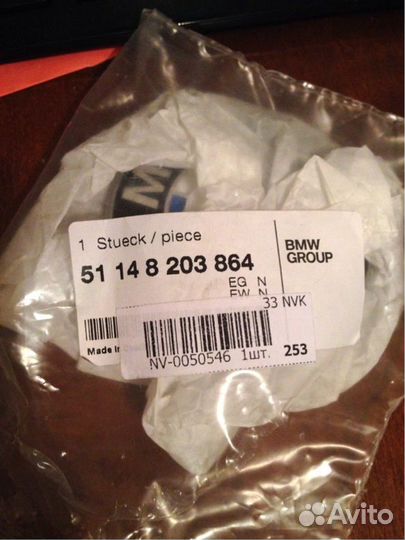 M
1 Stueck / piece
51 14 8 203 864
BMW
GROUP
EG N
EW N
33 NVK
Made in
NV-0050546 1шт.
253
Avito